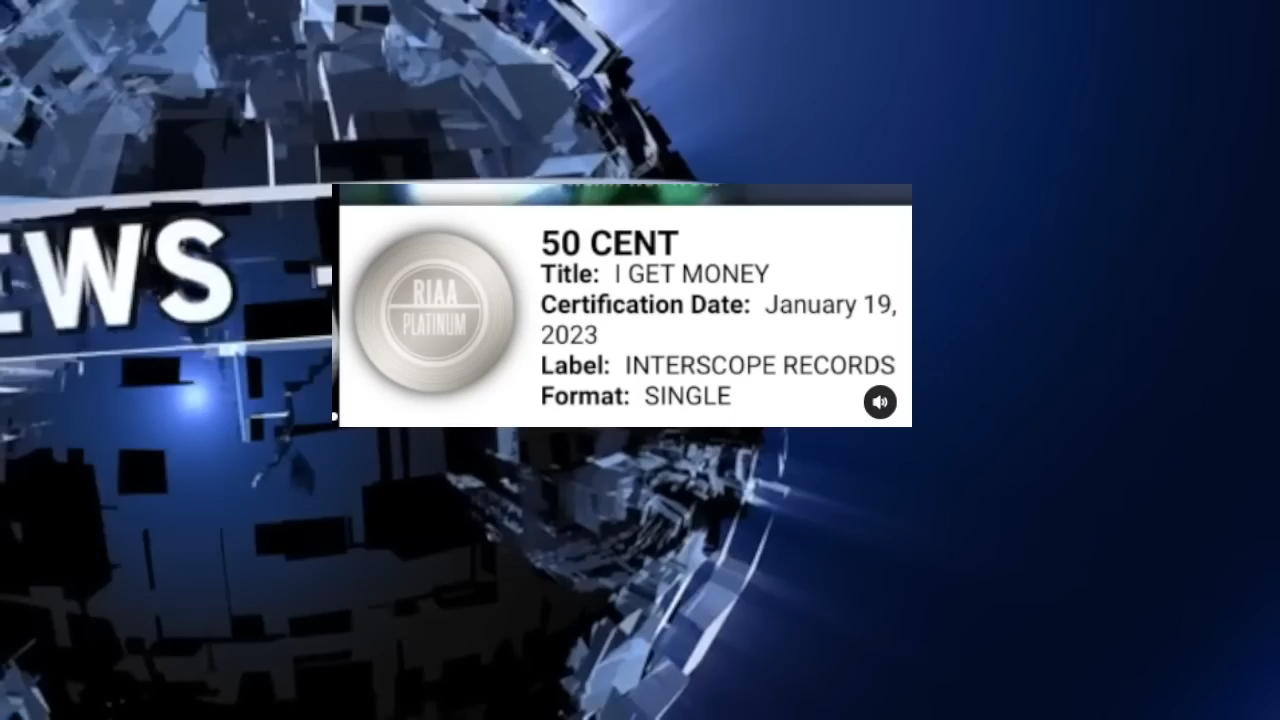 EWS
50 CENT
Title: I GET MONEY
Certification Date: January 19,
2023
Label: INTERSCOPE RECORDS
Format: SINGLE
RIAA
PLATINUM